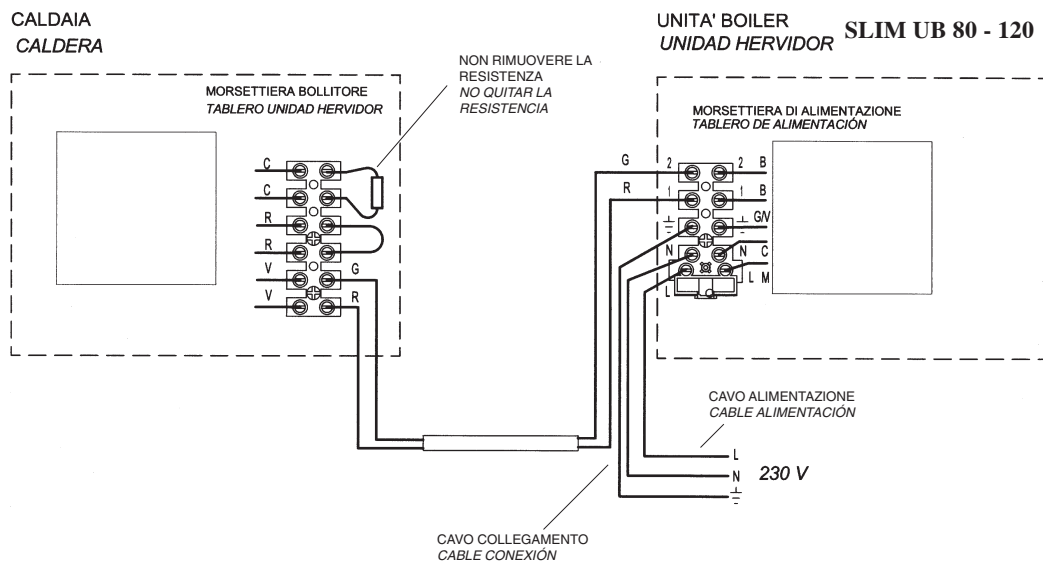 CALDAIA
CALDERA
UNITA' BOILER
UNIDAD HERVIDOR
SLIM UB 80 - 120
NON RIMUOVERE LA
RESISTENZA
NO QUITAR LA
RESISTENCIA
MORSETTIERA BOLLITORE
TABLERO UNIDAD HERVIDOR
MORSETTIERA DI ALIMENTAZIONE
TABLERO DE ALIMENTACIÓN
C
C
R
R
V
V
G
R
G
R
2
1
N
L
2
1
N
L
B
B
G/V
C
M
CAVO ALIMENTAZIONE
CABLE ALIMENTACIÓN
L
N
230 V
CAVO COLLEGAMENTO
CABLE CONEXIÓN